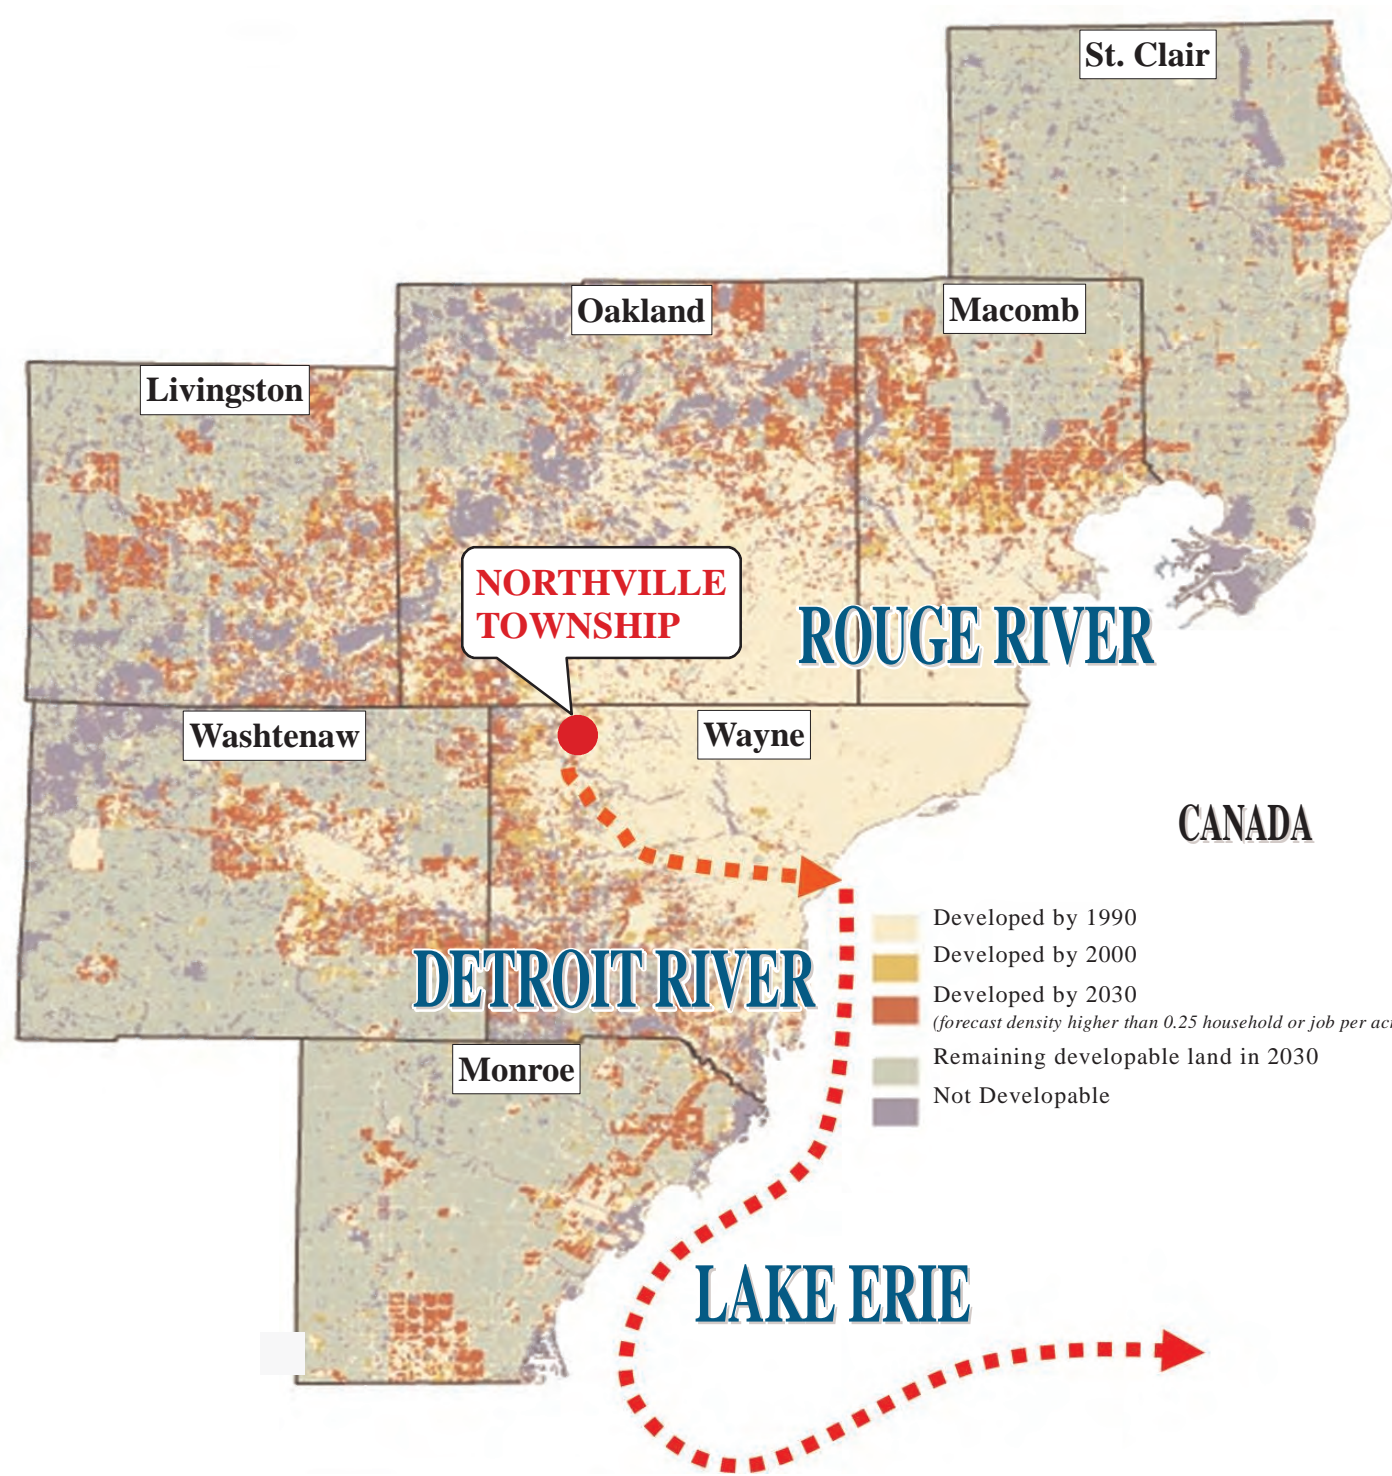 St. Clair
Oakland
Macomb
Livingston
NORTHVILLE
TOWNSHIP
ROUGE RIVER
Washtenaw
Wayne
CANADA
Developed by 1990
Developed by 2000
Developed by 2030
(forecast density higher than 0.25 household or job per acr
Remaining developable land in 2030
Not Developable
DETROIT RIVER
Monroe
LAKE ERIE